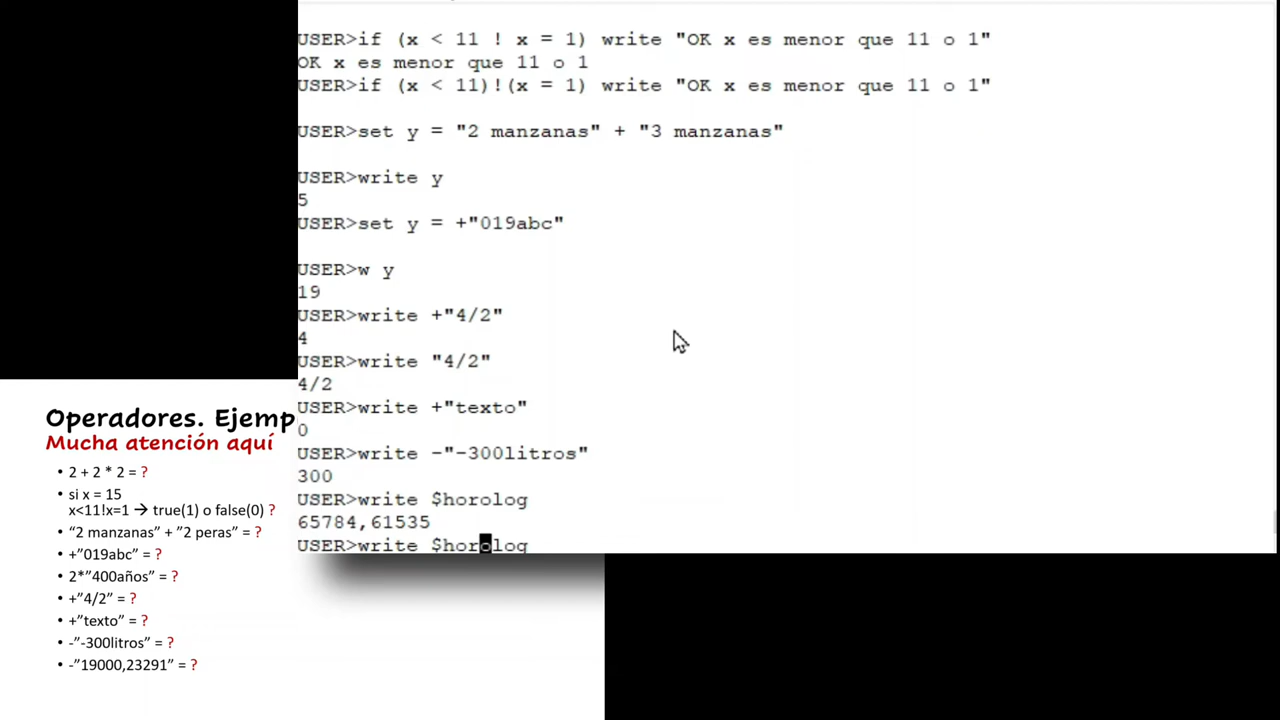 USER>if (x < 11 ! x = 1) write "OK x es menor que 11 o 1"
OK x es menor que 11 o 1
USER>if (x < 11)!(x = 1) write "OK x es menor que 11 o 1"
USER>set y = "2 manzanas" + "3 manzanas"
USER>write y
5
USER>set y = +"019abc"
USER>w y
19
USER>write +"4/2"
4
USER>write "4/2"
4/2
USER>write +"texto"
0
USER>write -"-300litros"
300
USER>write $horolog
65784,61535
USER>write $horolog
Operadores. Ejemp
Mucha atención aquí
• 2 + 2 * 2 = ?
• si x = 15
x<11!x=1 → true(1) o false(0) ?
• “2 manzanas” + ”2 peras” = ?
• +”019abc” = ?
• 2*”400años” = ?
• +”4/2” = ?
• +”texto” = ?
• -”-300litros” = ?
• -”19000,23291” = ?